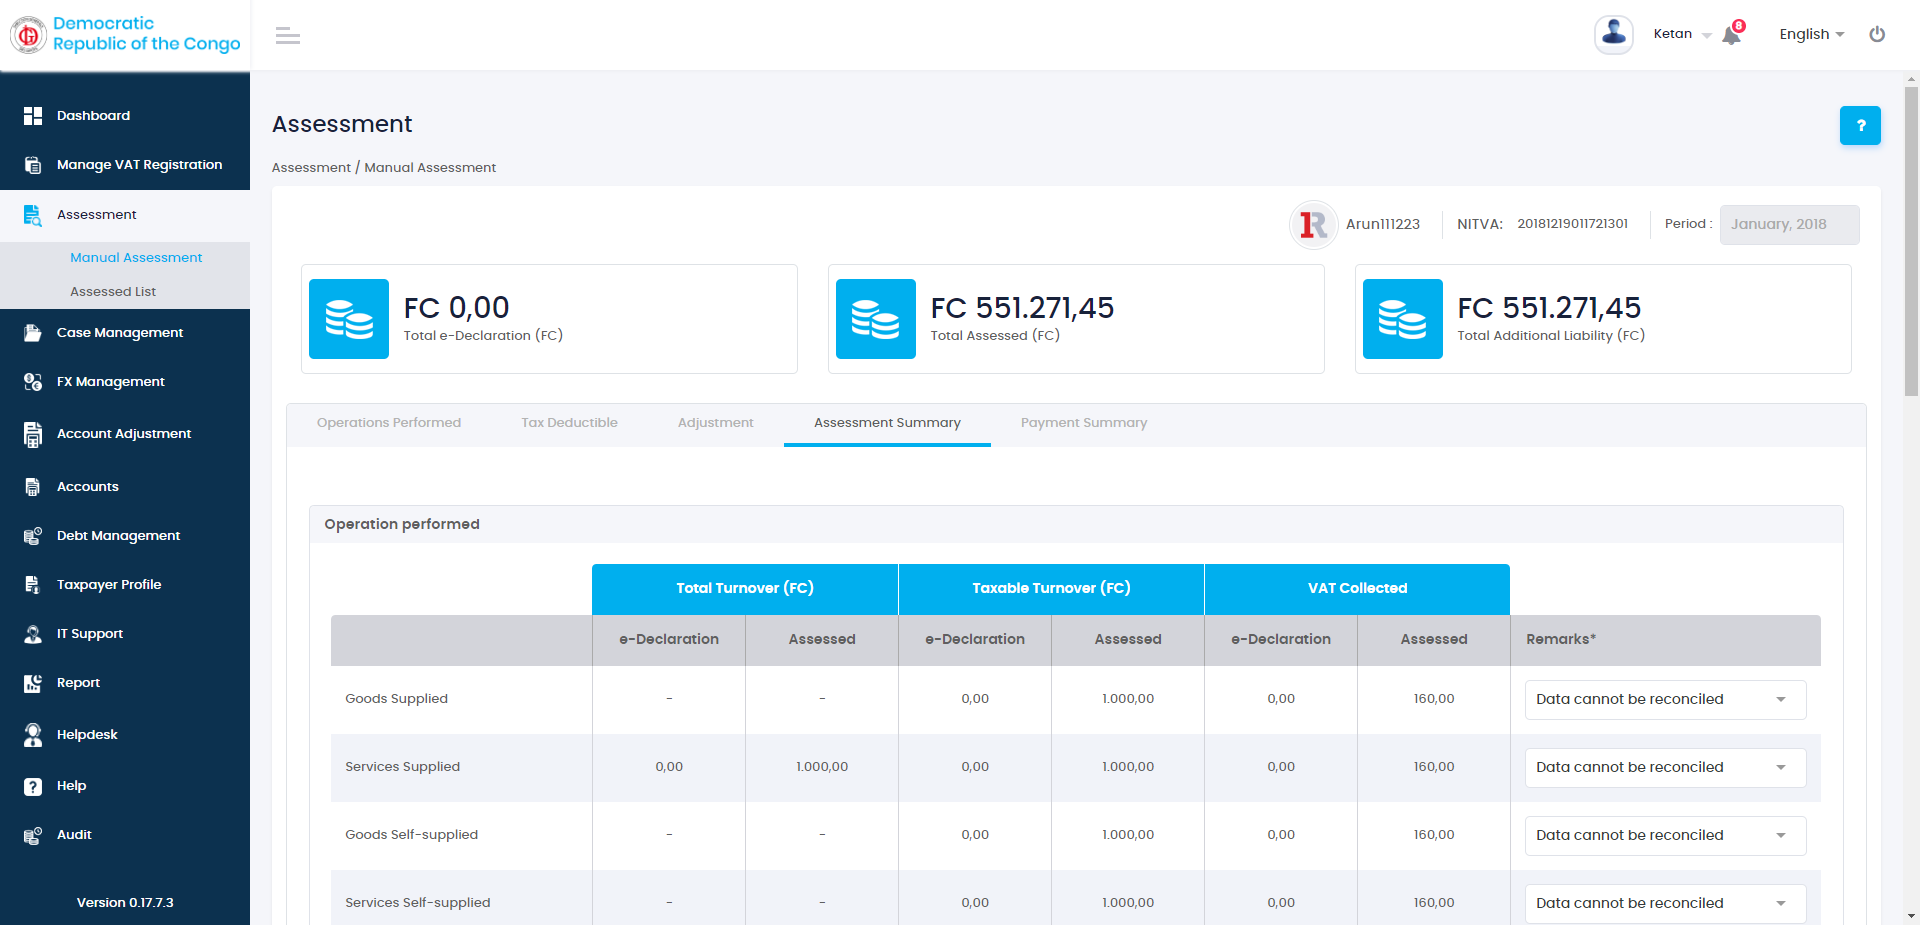 Democratic
Republic of the Congo
Ketan
8
English
Dashboard
Manage VAT Registration
Assessment
Manual Assessment
Assessed List
Case Management
FX Management
Account Adjustment
Accounts
Debt Management
Taxpayer Profile
IT Support
Report
Helpdesk
Help
Audit
Version 0.17.7.3
Assessment
?
Assessment / Manual Assessment
Arun111223 NITVA: 20181219011721301 Period : January, 2018
FC 0,00
Total e-Declaration (FC)
FC 551.271,45
Total Assessed (FC)
FC 551.271,45
Total Additional Liability (FC)
Operations Performed Tax Deductible Adjustment Assessment Summary Payment Summary
Operation performed
Total Turnover (FC) Taxable Turnover (FC) VAT Collected
e-Declaration Assessed e-Declaration Assessed e-Declaration Assessed Remarks*
Goods Supplied - - 0,00 1.000,00 0,00 160,00 Data cannot be reconciled
Services Supplied 0,00 1.000,00 0,00 1.000,00 0,00 160,00 Data cannot be reconciled
Goods Self-supplied - - 0,00 1.000,00 0,00 160,00 Data cannot be reconciled
Services Self-supplied - - 0,00 1.000,00 0,00 160,00 Data cannot be reconciled